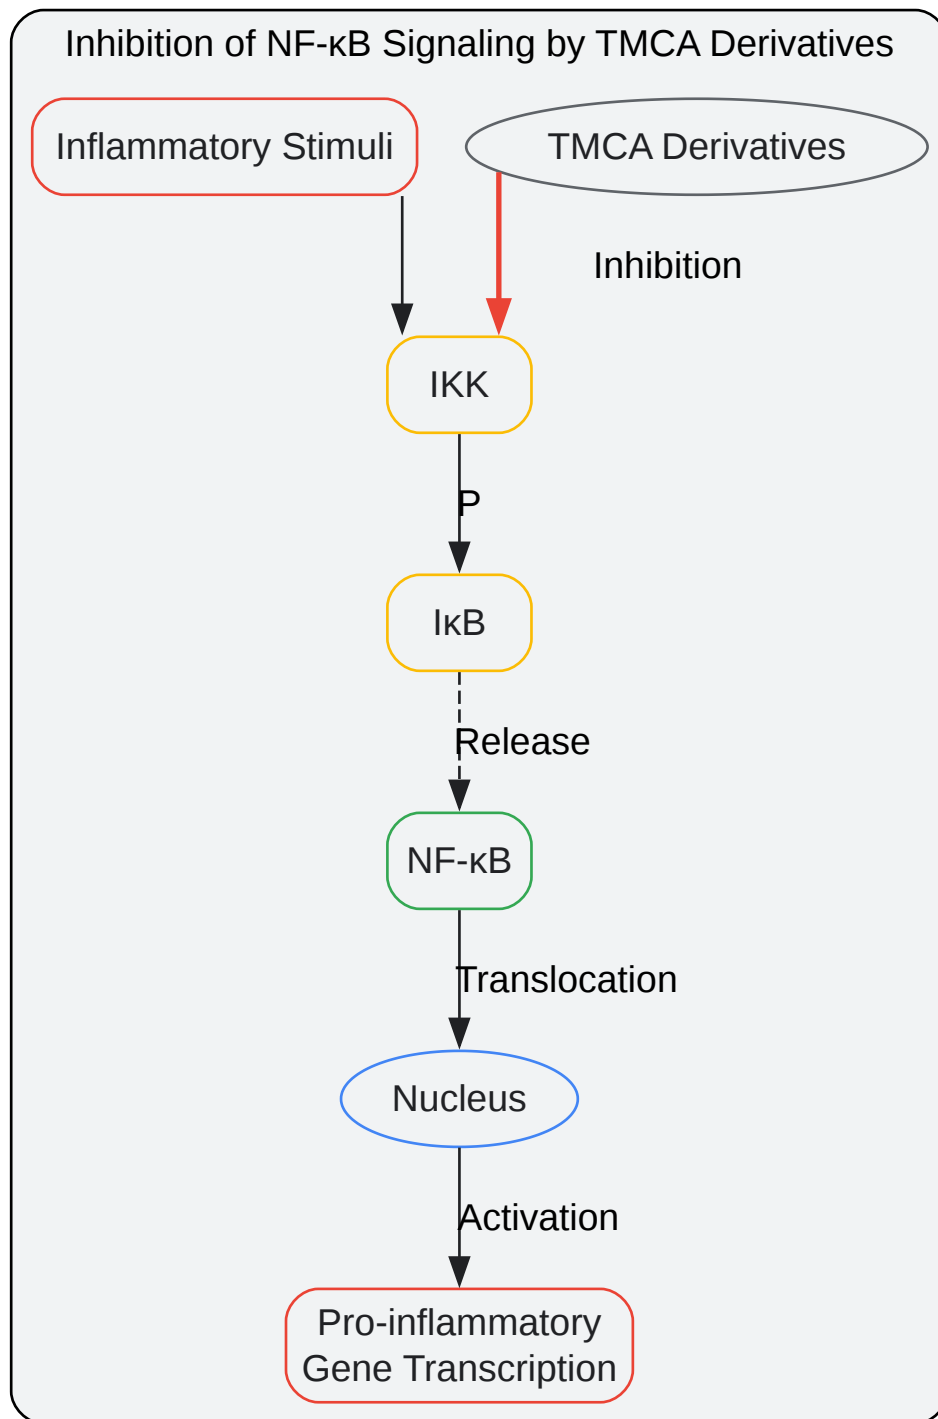 Inhibition of NF-κB Signaling by TMCA Derivatives
Inflammatory Stimuli
TMCA Derivatives
Inhibition
IKK
P
IκB
Release
NF-κB
Translocation
Nucleus
Activation
Pro-inflammatory
Gene Transcription